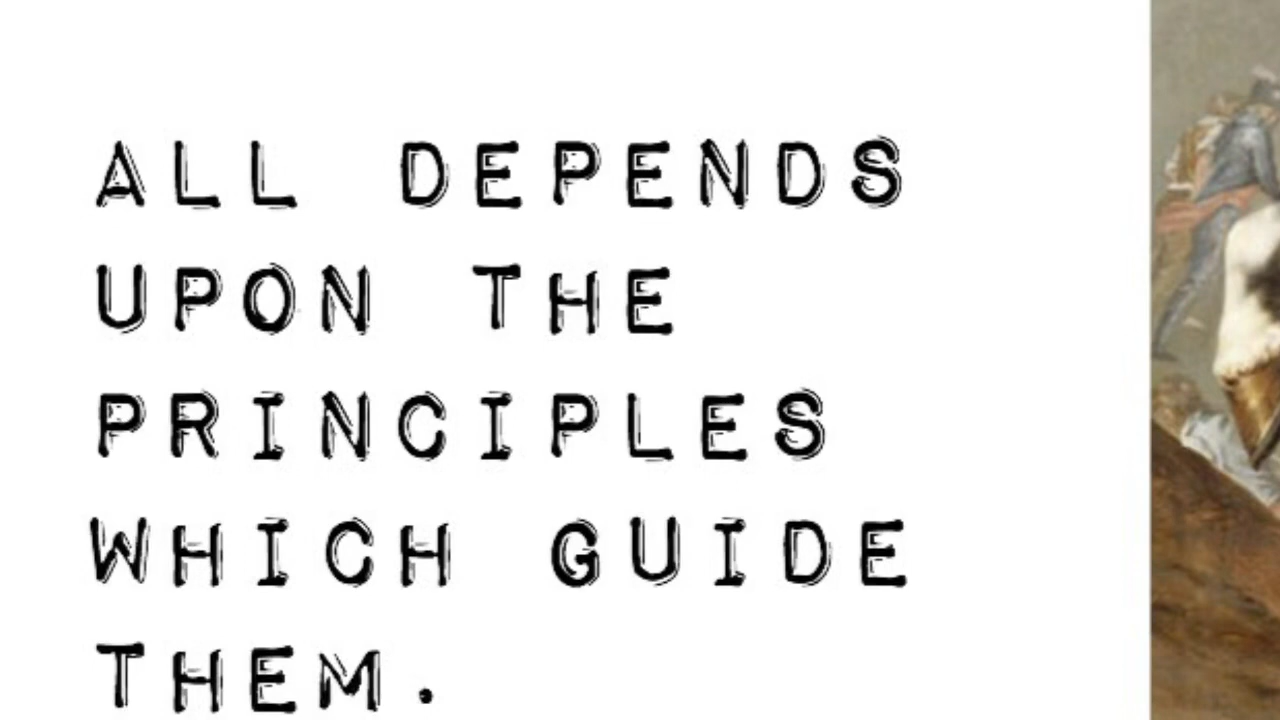 ALL DEPENDS
UPON THE
PRINCIPLES
WHICH GUIDE
THEM.